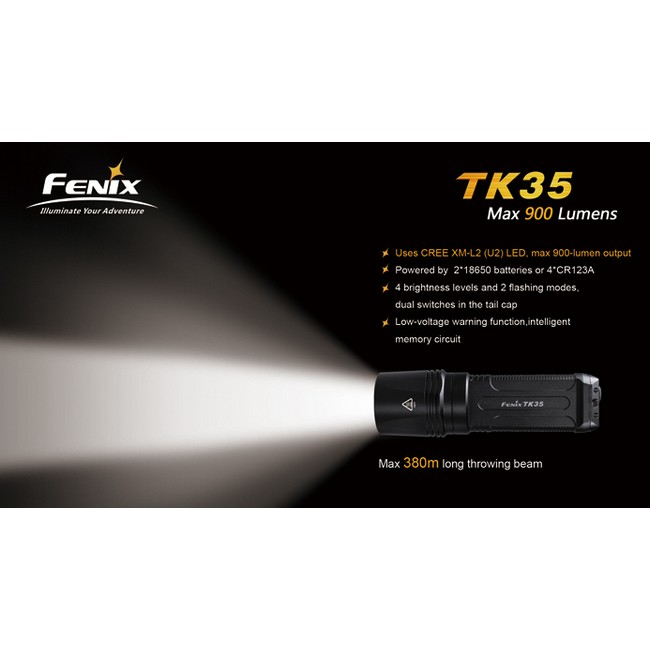 FENIX
Illuminate Your Adventure
TK35
Max 900 Lumens
Uses CREE XM-L2 (U2) LED, max 900-lumen output
Powered by 2*18650 batteries or 4*CR123A
4 brightness levels and 2 flashing modes,
dual switches in the tail cap
Low-voltage warning function,intelligent
memory circuit
FENIX TK35
Max 380m long throwing beam